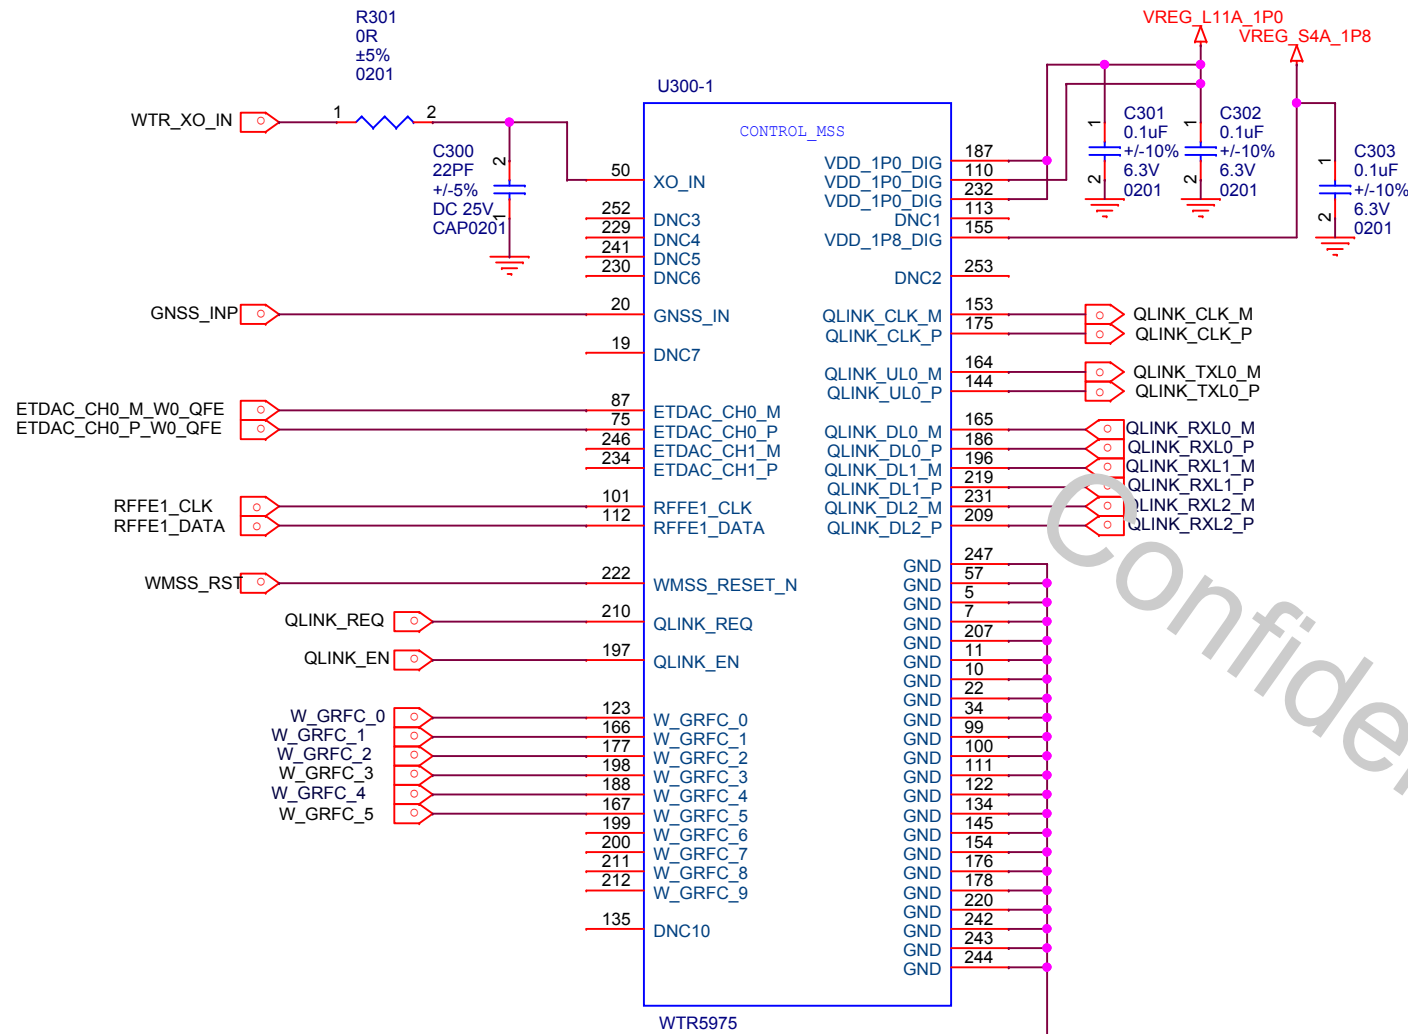 R301
0R
±5%
0201
VREG_L11A_1P0
VREG_S4A_1P8
U300-1
WTR_XO_IN
1
2
CONTROL_MSS
C300
22PF
+/-5%
DC 25V
CAP0201
2
1
C301
0.1uF
+/-10%
6.3V
0201
1
2
C302
0.1uF
+/-10%
6.3V
0201
1
2
C303
0.1uF
+/-10%
6.3V
0201
1
2
50 XO_IN
252 DNC3
229 DNC4
241 DNC5
230 DNC6
GNSS_INP 20 GNSS_IN
19 DNC7
ETDAC_CH0_M_W0_QFE 87 ETDAC_CH0_M
ETDAC_CH0_P_W0_QFE 75 ETDAC_CH0_P
246 ETDAC_CH1_M
234 ETDAC_CH1_P
RFFE1_CLK 101 RFFE1_CLK
RFFE1_DATA 112 RFFE1_DATA
WMSS_RST 222 WMSS_RESET_N
QLINK_REQ 210 QLINK_REQ
QLINK_EN 197 QLINK_EN
W_GRFC_0 123 W_GRFC_0
W_GRFC_1 166 W_GRFC_1
W_GRFC_2 177 W_GRFC_2
W_GRFC_3 198 W_GRFC_3
W_GRFC_4 188 W_GRFC_4
W_GRFC_5 167 W_GRFC_5
199 W_GRFC_6
200 W_GRFC_7
211 W_GRFC_8
212 W_GRFC_9
135 DNC10
VDD_1P0_DIG 187
VDD_1P0_DIG 110
VDD_1P0_DIG 232
DNC1 113
VDD_1P8_DIG 155
DNC2 253
QLINK_CLK_M 153 QLINK_CLK_M
QLINK_CLK_P 175 QLINK_CLK_P
QLINK_UL0_M 164 QLINK_TXL0_M
QLINK_UL0_P 144 QLINK_TXL0_P
QLINK_DL0_M 165 QLINK_RXL0_M
QLINK_DL0_P 186 QLINK_RXL0_P
QLINK_DL1_M 196 QLINK_RXL1_M
QLINK_DL1_P 219 QLINK_RXL1_P
QLINK_DL2_M 231 QLINK_RXL2_M
QLINK_DL2_P 209 QLINK_RXL2_P
GND 247
GND 57
GND 5
GND 7
GND 207
GND 11
GND 10
GND 22
GND 34
GND 99
GND 100
GND 111
GND 122
GND 134
GND 145
GND 154
GND 176
GND 178
GND 220
GND 242
GND 243
GND 244
WTR5975
Confiden